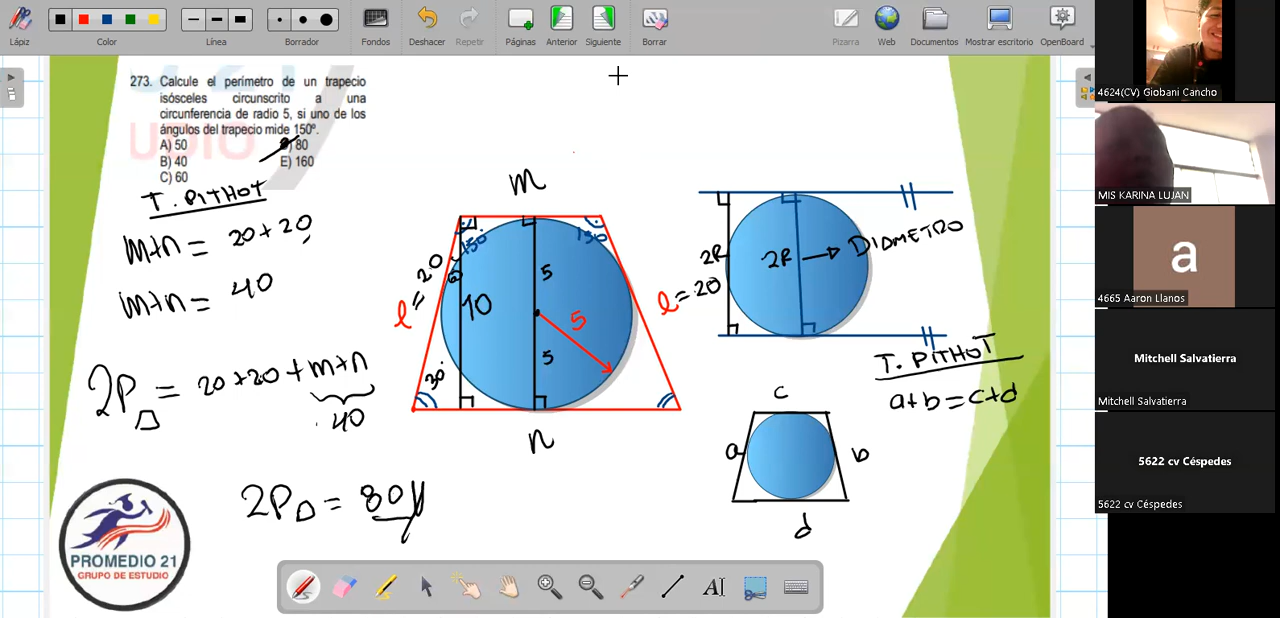 Lápiz
Color
Línea
Borrador
Fondos
Deshacer
Repetir
Páginas
Anterior
Siguiente
Borrar
Pizarra
Web
Documentos
Mostrar escritorio
OpenBoard
273. Calcule el perímetro de un trapecio
isósceles circunscrito a una
circunferencia de radio 5, si uno de los
ángulos del trapecio mide 150°.
A) 50
80
B) 40
E) 160
C) 60
UDIO
T. PITHOT
m+n = 20+20
m+n = 40
2P = 20+20+m+n
40
2P = 80
m
150°
150
l = 20
10
5
5
5
30°
n
l = 20
2R
2R → DIAMETRO
T. PITHOT
a+b = c+d
c
a
b
d
PROMEDIO 21
GRUPO DE ESTUDIO
AI
4624(CV) Giobani Cancho
MIS KARINA LUJAN
a
4665 Aaron Llanos
Mitchell Salvatierra
Mitchell Salvatierra
5622 cv Céspedes
5622 cv Céspedes